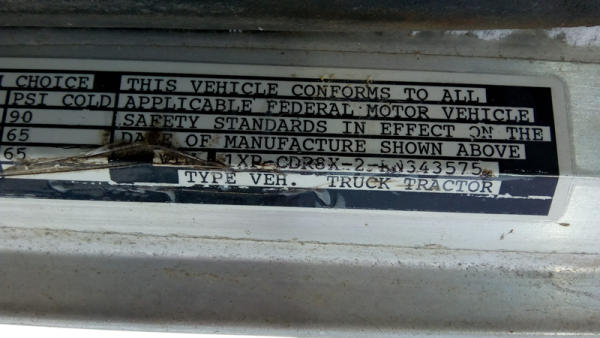 CHOICE THIS VEHICLE CONFORMS TO ALL
PSI COLD APPLICABLE FEDERAL MOTOR VEHICLE
90 SAFETY STANDARDS IN EFFECT ON THE
65 DATE OF MANUFACTURE SHOWN ABOVE
65 343575
TYPE VEH. TRUCK TRACTOR